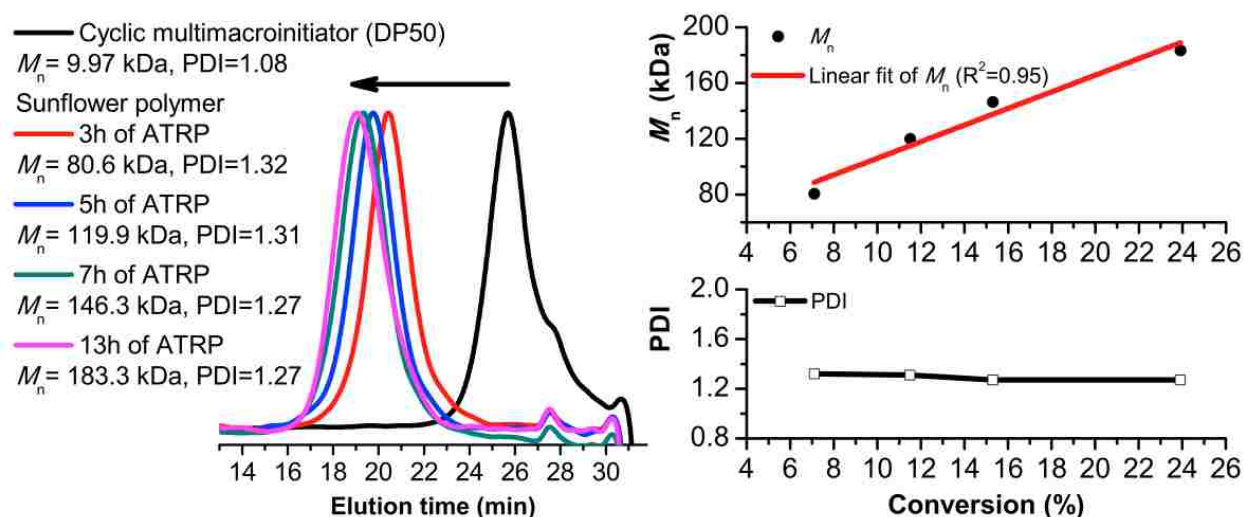 Cyclic multimacroinitiator (DP50)
Mn= 9.97 kDa, PDI=1.08
Sunflower polymer
3h of ATRP
Mn= 80.6 kDa, PDI=1.32
5h of ATRP
Mn= 119.9 kDa, PDI=1.31
7h of ATRP
Mn= 146.3 kDa, PDI=1.27
13h of ATRP
Mn= 183.3 kDa, PDI=1.27
14 16 18 20 22 24 26 28 30
Elution time (min)
Mn (kDa)
200
160
120
80
Mn
Linear fit of Mn (R²=0.95)
4 6 8 10 12 14 16 18 20 22 24 26
PDI
2.0
1.6
1.2
0.8
PDI
4 6 8 10 12 14 16 18 20 22 24 26
Conversion (%)